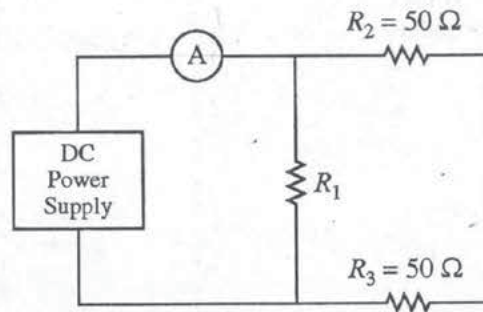 R₂ = 50 Ω
A
DC
Power
Supply
R₁
R₃ = 50 Ω